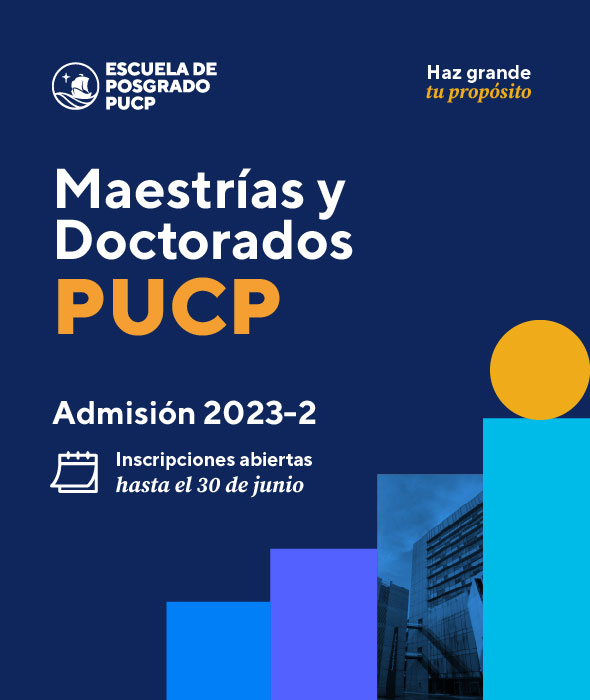 ESCUELA DE
POSGRADO
PUCP
Haz grande
tu propósito
Maestrías y
Doctorados
PUCP
Admisión 2023-2
Inscripciones abiertas
hasta el 30 de junio